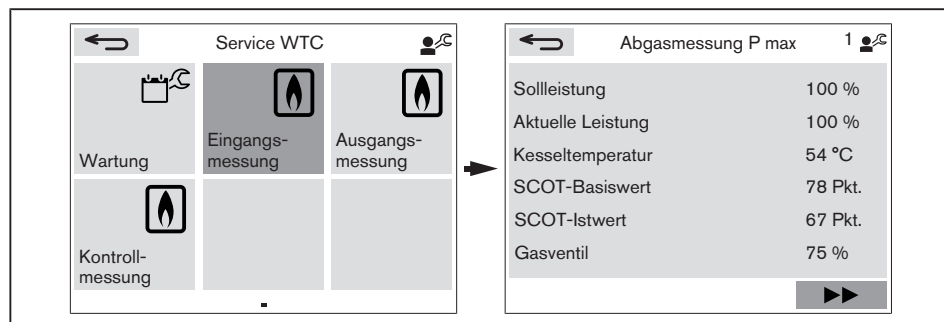 Service WTC
Wartung
Eingangs-
messung
Ausgangs-
messung
Kontroll-
messung
Abgasmessung P max 1
Sollleistung 100 %
Aktuelle Leistung 100 %
Kesseltemperatur 54 °C
SCOT-Basiswert 78 Pkt.
SCOT-Istwert 67 Pkt.
Gasventil 75 %